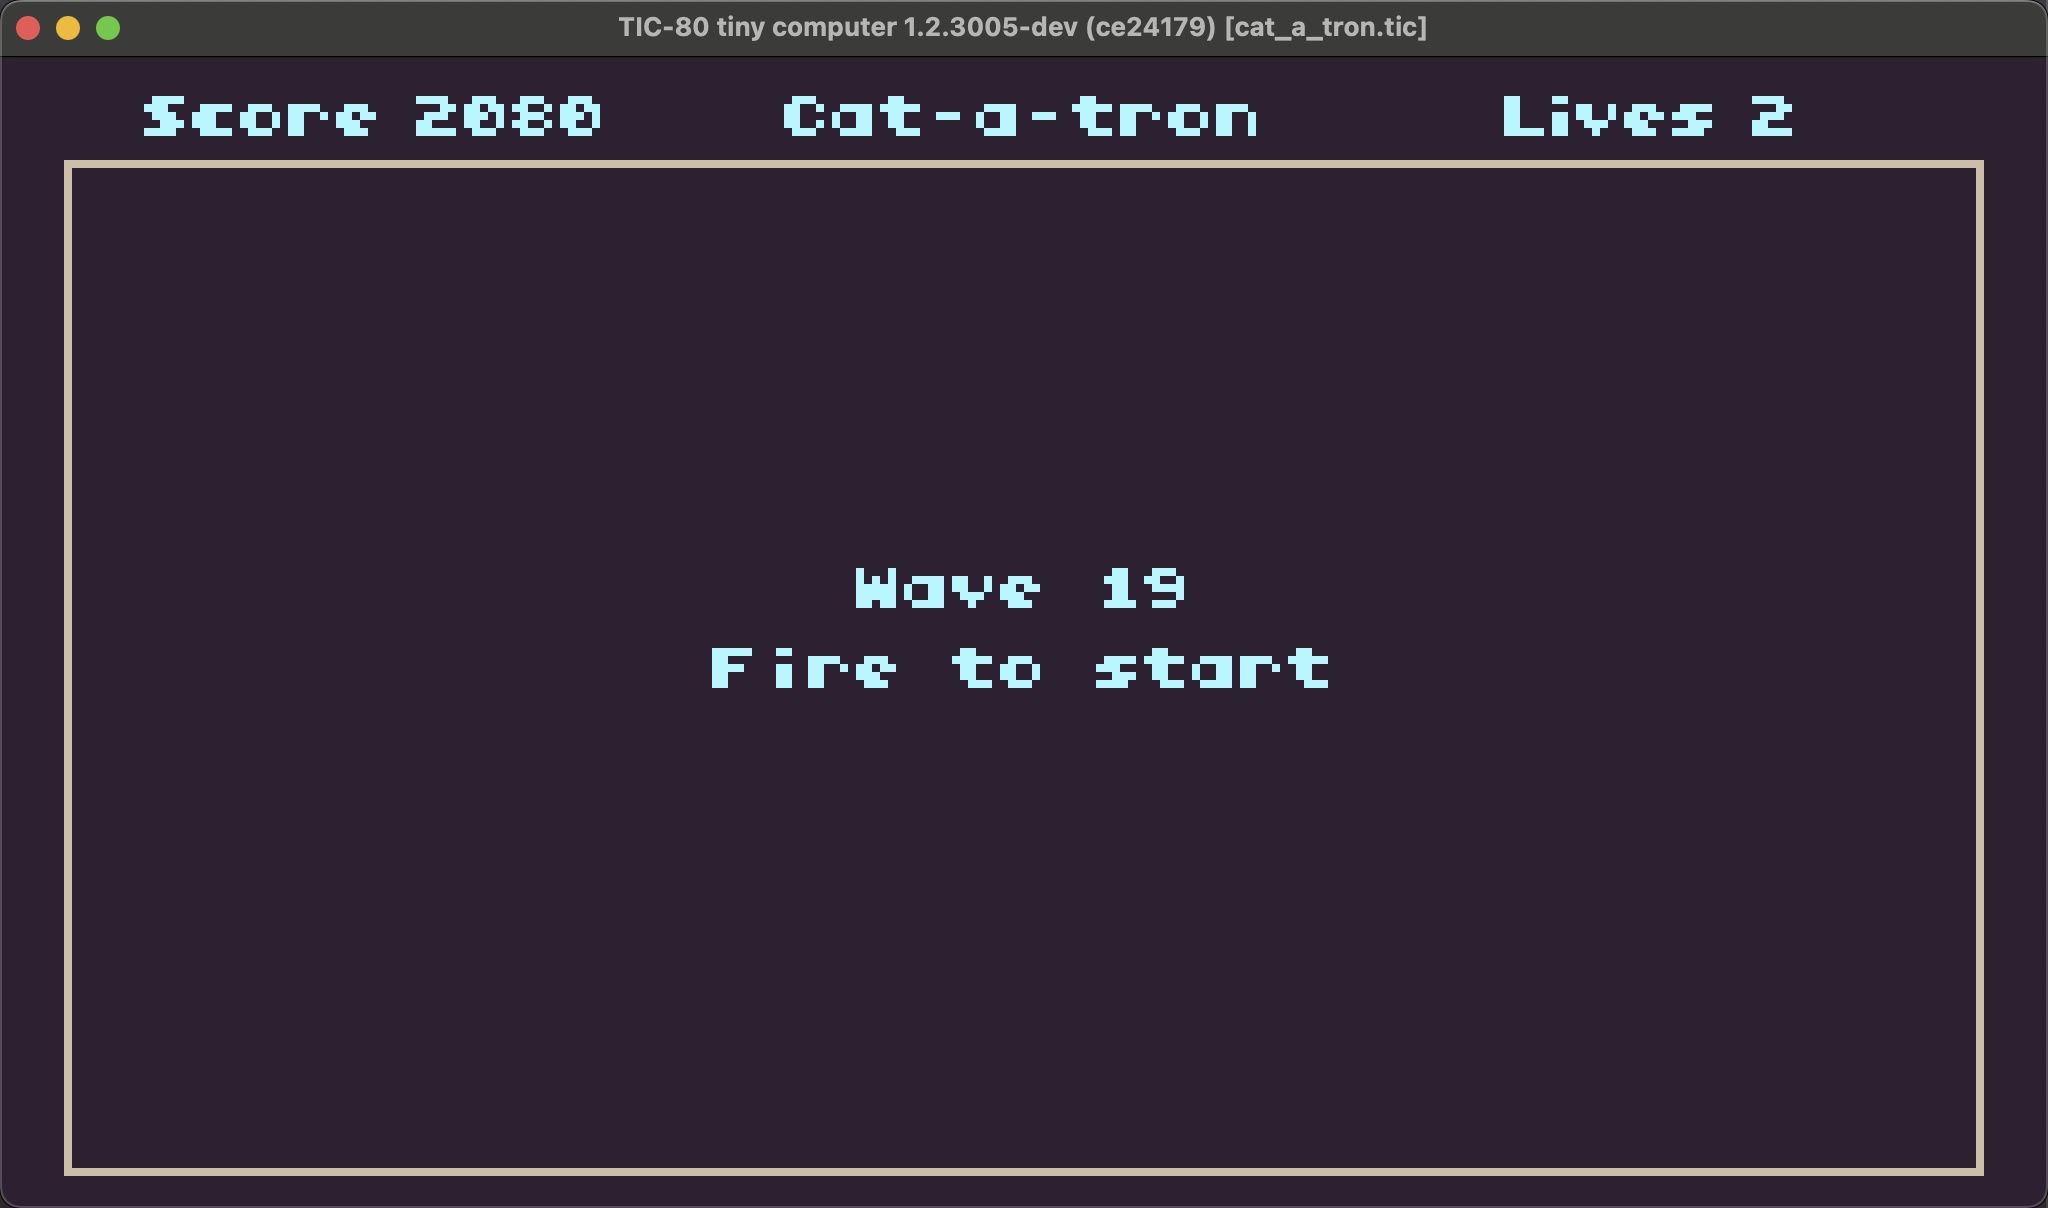 TIC-80 tiny computer 1.2.3005-dev (ce24179) [cat_a_tron.tic]
Score 2080 Cat-a-tron Lives 2
Wave 19
Fire to start